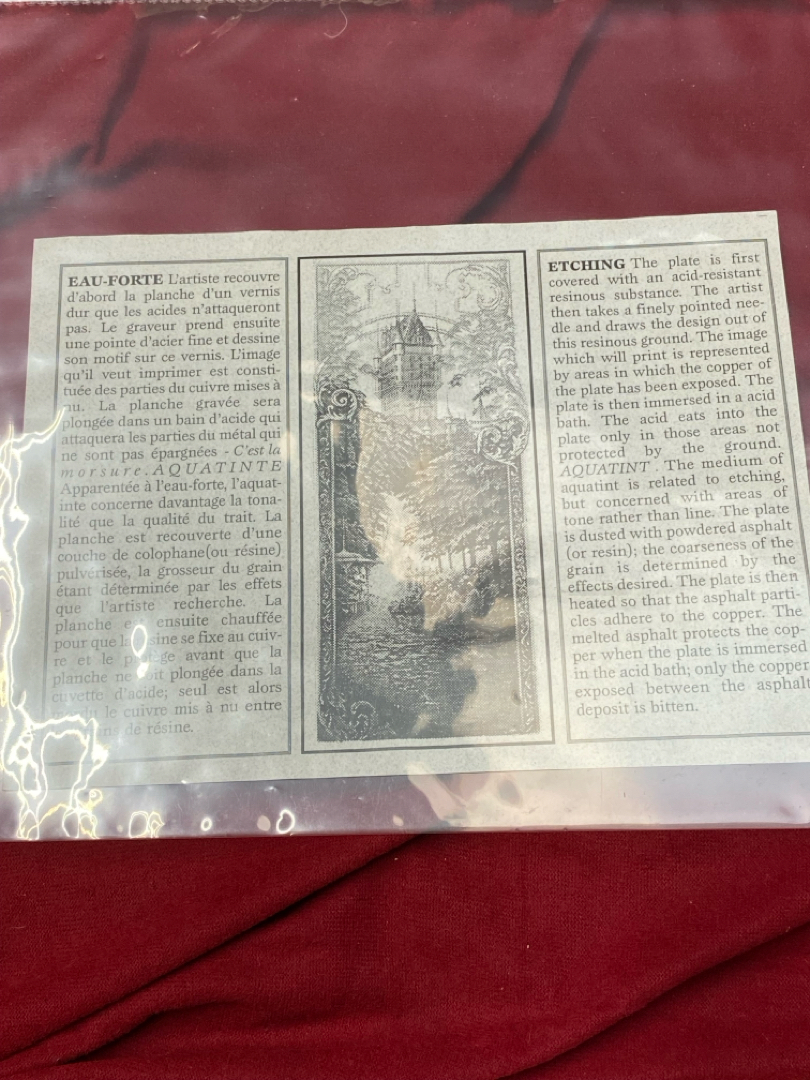 EAU-FORTE L'artiste recouvre
d'abord la planche d'un vernis
dur que les acides n'attaqueront
pas. Le graveur prend ensuite
une pointe d'acier fine et dessine
son motif sur ce vernis. L'image
qu'il veut imprimer est consti-
tuée des parties du cuivre mises à
nu. La planche gravée sera
plongée dans un bain d'acide qui
attaquera les parties du métal qui
ne sont pas épargnées - C'est la
morsure. AQUATINTE
Apparentée à l'eau-forte, l'aquat-
inte concerne davantage la tona-
lité que la qualité du trait. La
planche est recouverte d'une
couche de colophane(ou résine)
pulvérisée, la grosseur du grain
étant déterminée par les effets
que l'artiste recherche. La
planche ensuite chauffée
pour que se fixe au cuiv-
re et le avant que la
planche ne plongée dans la
cuvette d'acide; seul est alors
le cuivre mis à nu entre
de résine.
ETCHING The plate is first
covered with an acid-resistant
resinous substance. The artist
then takes a finely pointed nee-
dle and draws the design out of
this resinous ground. The image
which will print is represented
by areas in which the copper of
the plate has been exposed. The
plate is then immersed in a acid
bath. The acid eats into the
plate only in those areas not
protected by the ground.
AQUATINT . The medium of
aquatint is related to etching,
but concerned with areas of
tone rather than line. The plate
is dusted with powdered asphalt
(or resin); the coarseness of the
grain is determined by the
effects desired. The plate is then
heated so that the asphalt parti-
cles adhere to the copper. The
melted asphalt protects the cop-
per when the plate is immersed
in the acid bath; only the copper
exposed between the asphalt
deposit is bitten.